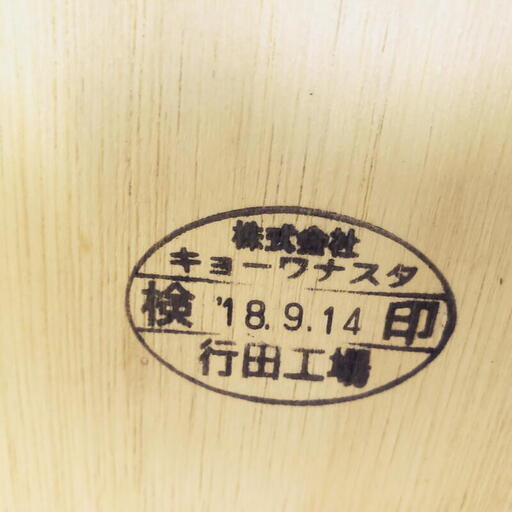 株式会社
キョーワナスタ
検 '18.9.14 印
行田工場